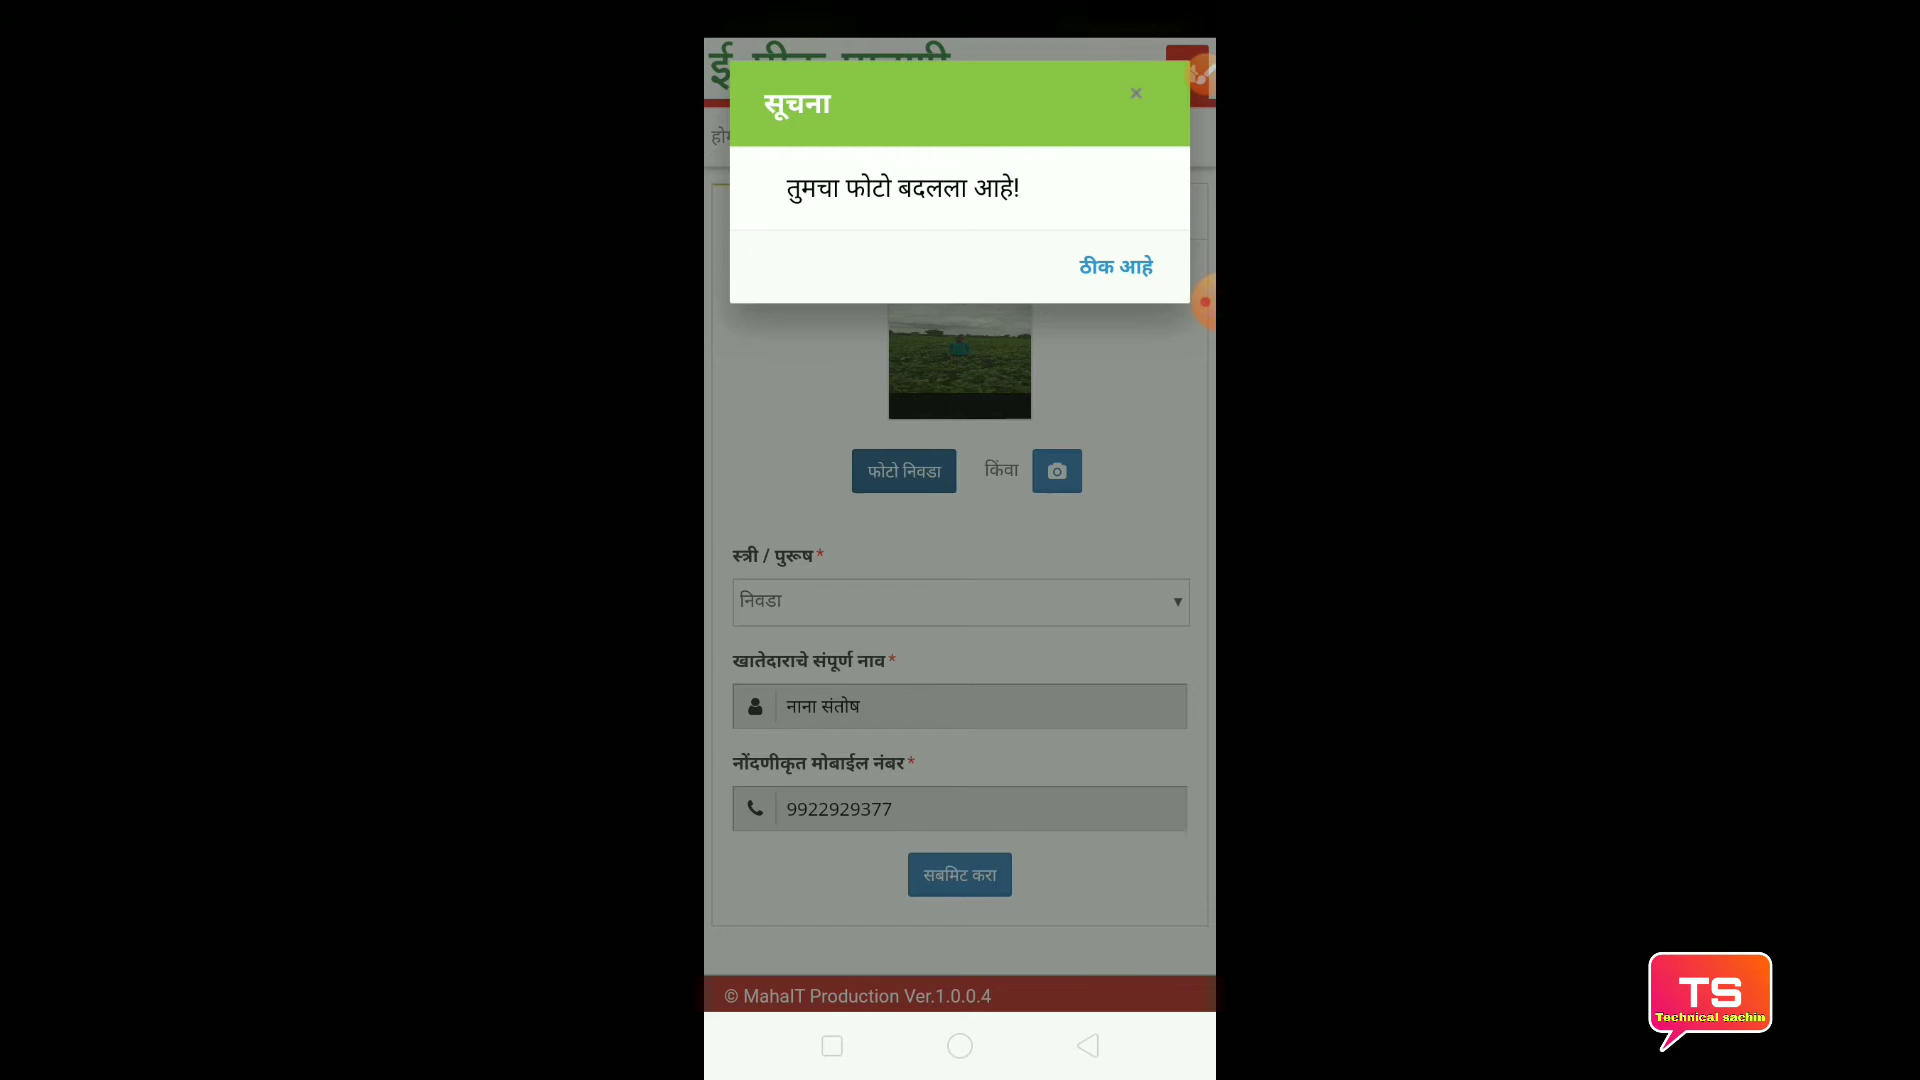 सूचना
×
तुमचा फोटो बदलला आहे!
ठीक आहे
फोटो निवडा किंवा
स्त्री / पुरूष *
निवडा
खातेदाराचे संपूर्ण नाव *
नाना संतोष
नोंदणीकृत मोबाईल नंबर *
9922929377
सबमिट करा
© MahaIT Production Ver.1.0.0.4
TS
Technical sachin